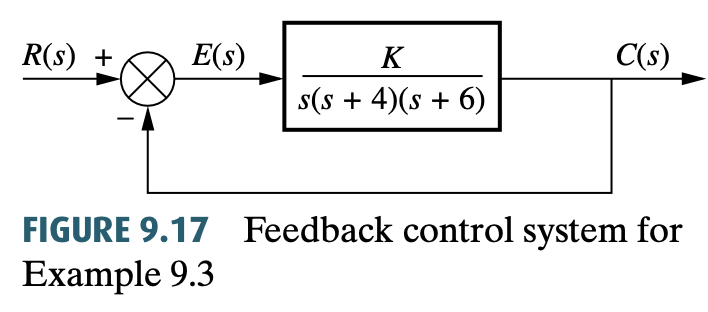 R(s) + E(s) K C(s)
s(s + 4)(s + 6)
−
FIGURE 9.17 Feedback control system for
Example 9.3